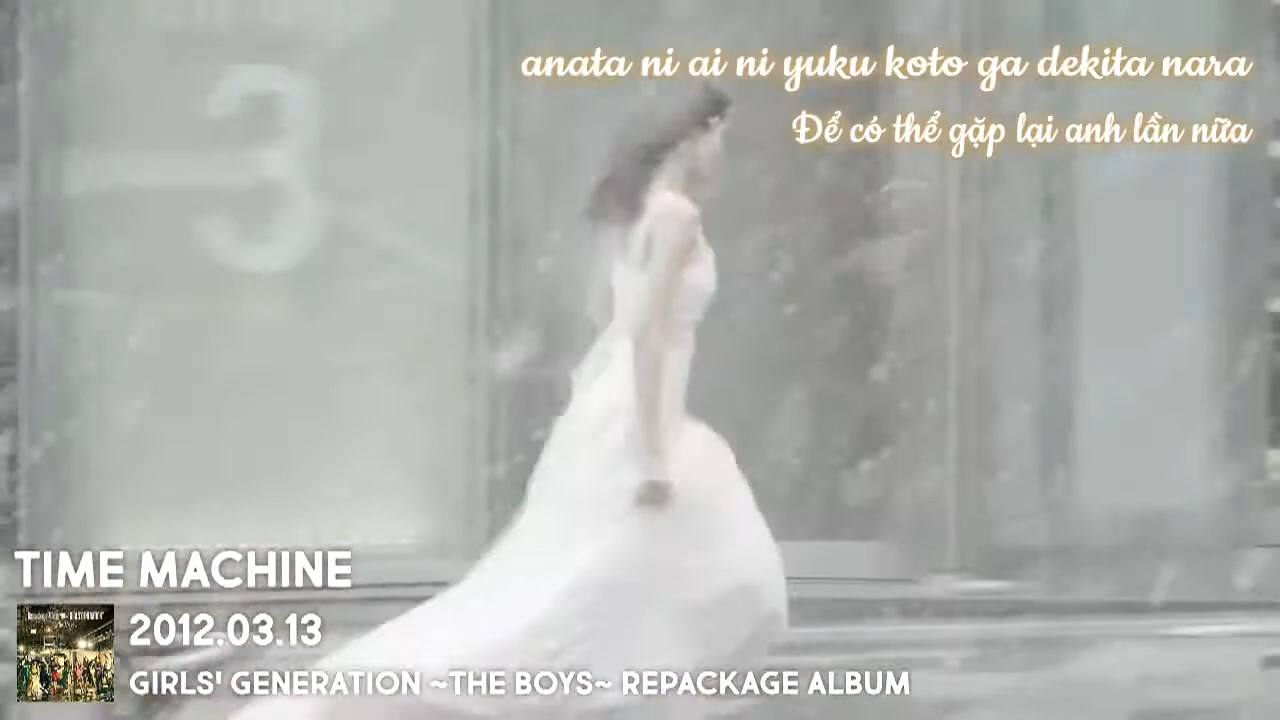 anata ni ai ni yuku koto ga dekita nara
Để có thể gặp lại anh lần nữa
3
TIME MACHINE
2012.03.13
GIRLS' GENERATION ~THE BOYS~ REPACKAGE ALBUM